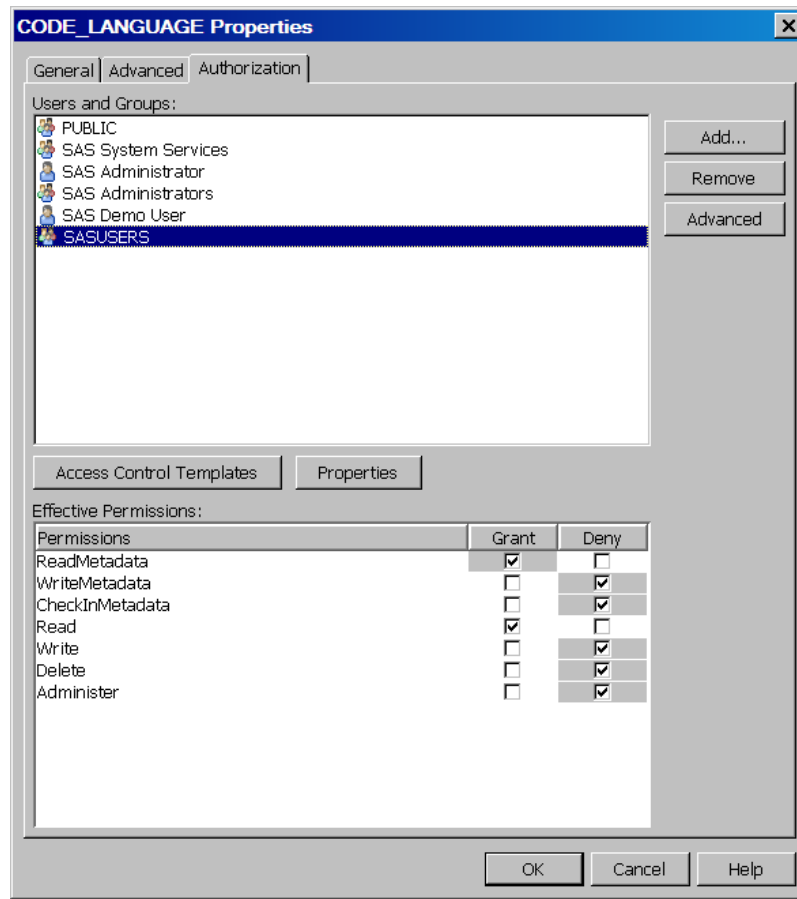 CODE_LANGUAGE Properties
General Advanced Authorization
Users and Groups:
PUBLIC
SAS System Services
SAS Administrator
SAS Administrators
SAS Demo User
SASUSERS
Add...
Remove
Advanced
Access Control Templates Properties
Effective Permissions:
Permissions Grant Deny
ReadMetadata
WriteMetadata
CheckInMetadata
Read
Write
Delete
Administer
OK Cancel Help